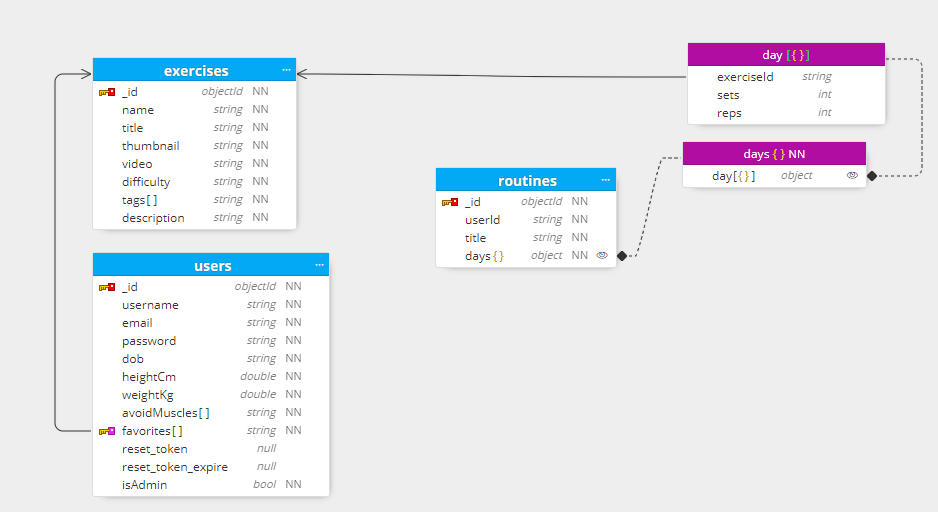 exercises ...
_id objectId NN
name string NN
title string NN
thumbnail string NN
video string NN
difficulty string NN
tags[] string NN
description string NN
users ...
_id objectId NN
username string NN
email string NN
password string NN
dob string NN
heightCm double NN
weightKg double NN
avoidMuscles[] string NN
favorites[] string NN
reset_token null
reset_token_expire null
isAdmin bool NN
routines ...
_id objectId NN
userId string NN
title string NN
days{} object NN
day [{}]
exerciseId string
sets int
reps int
days {} NN
day[{}] object